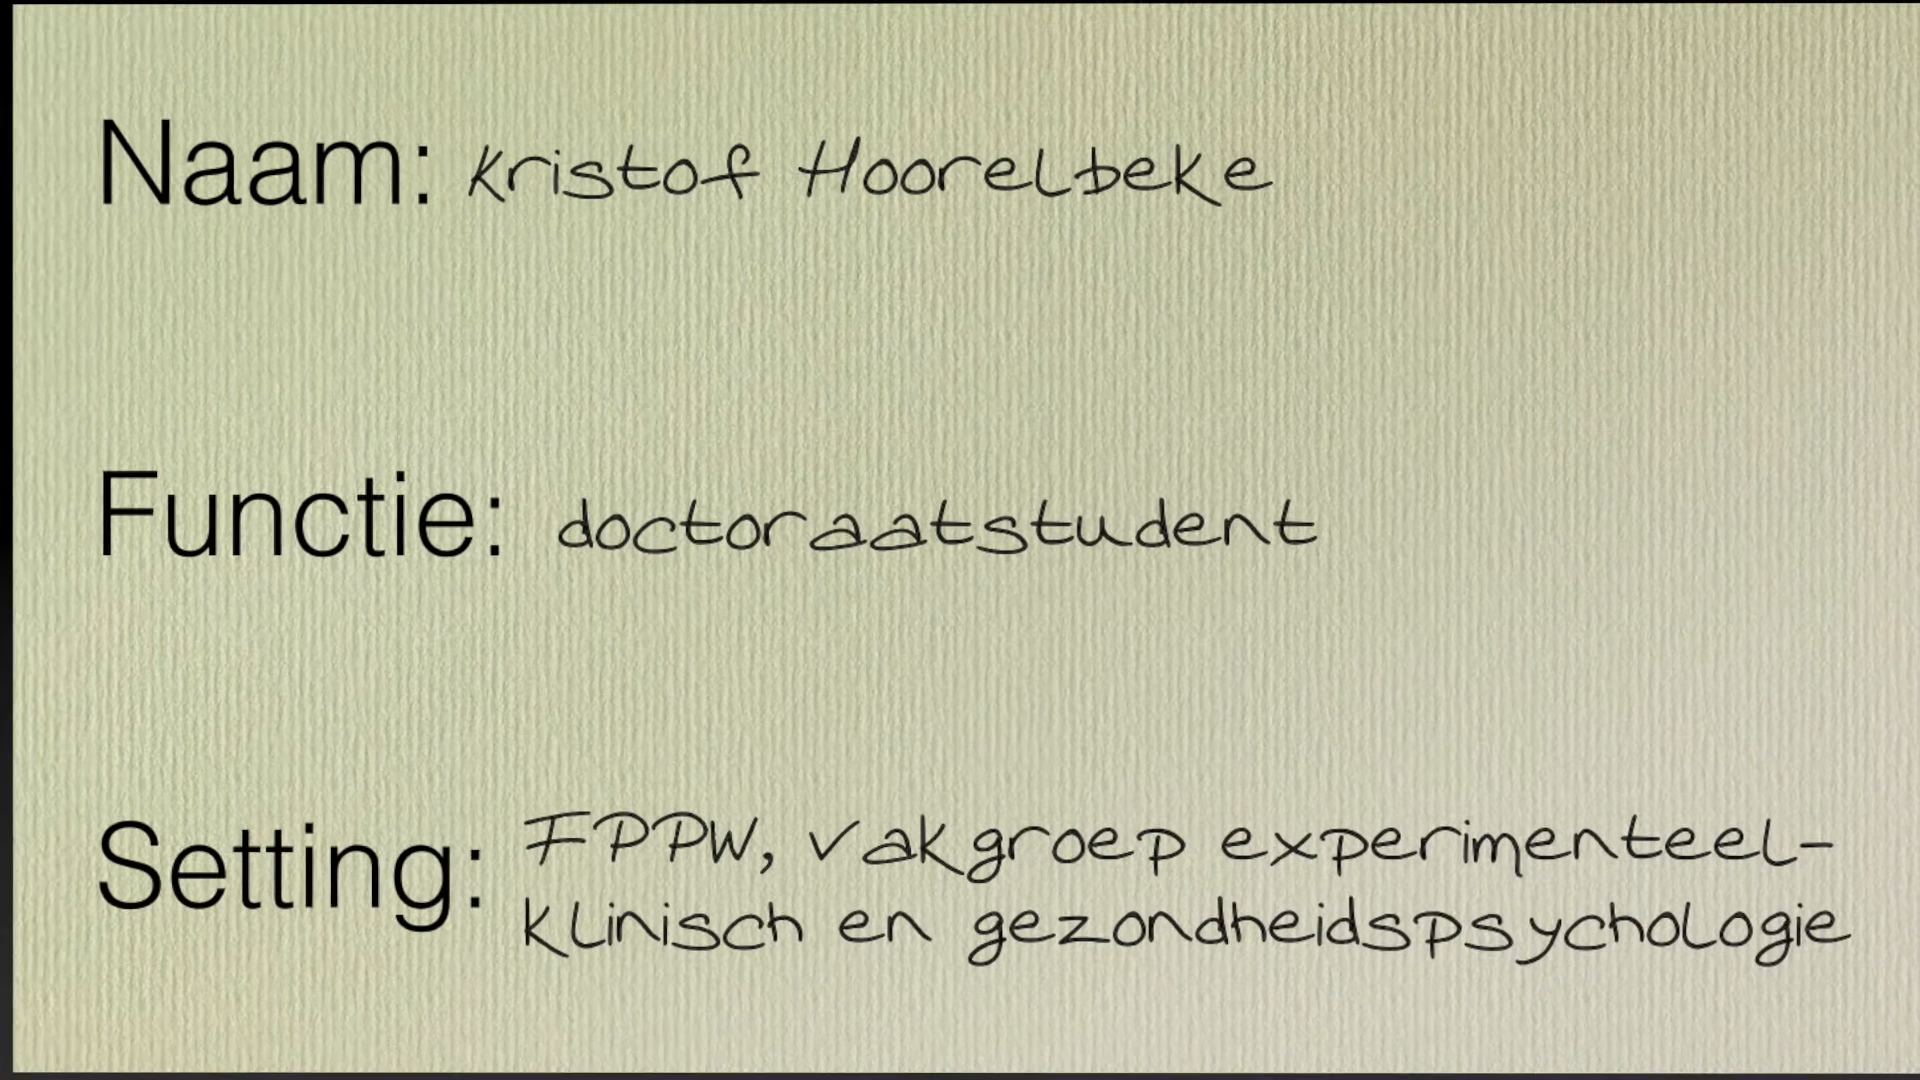 Naam: Kristof Hoorelbeke
Functie: doctoraatstudent
Setting: FPPW, vakgroep experimenteel-
klinisch en gezondheidspsychologie